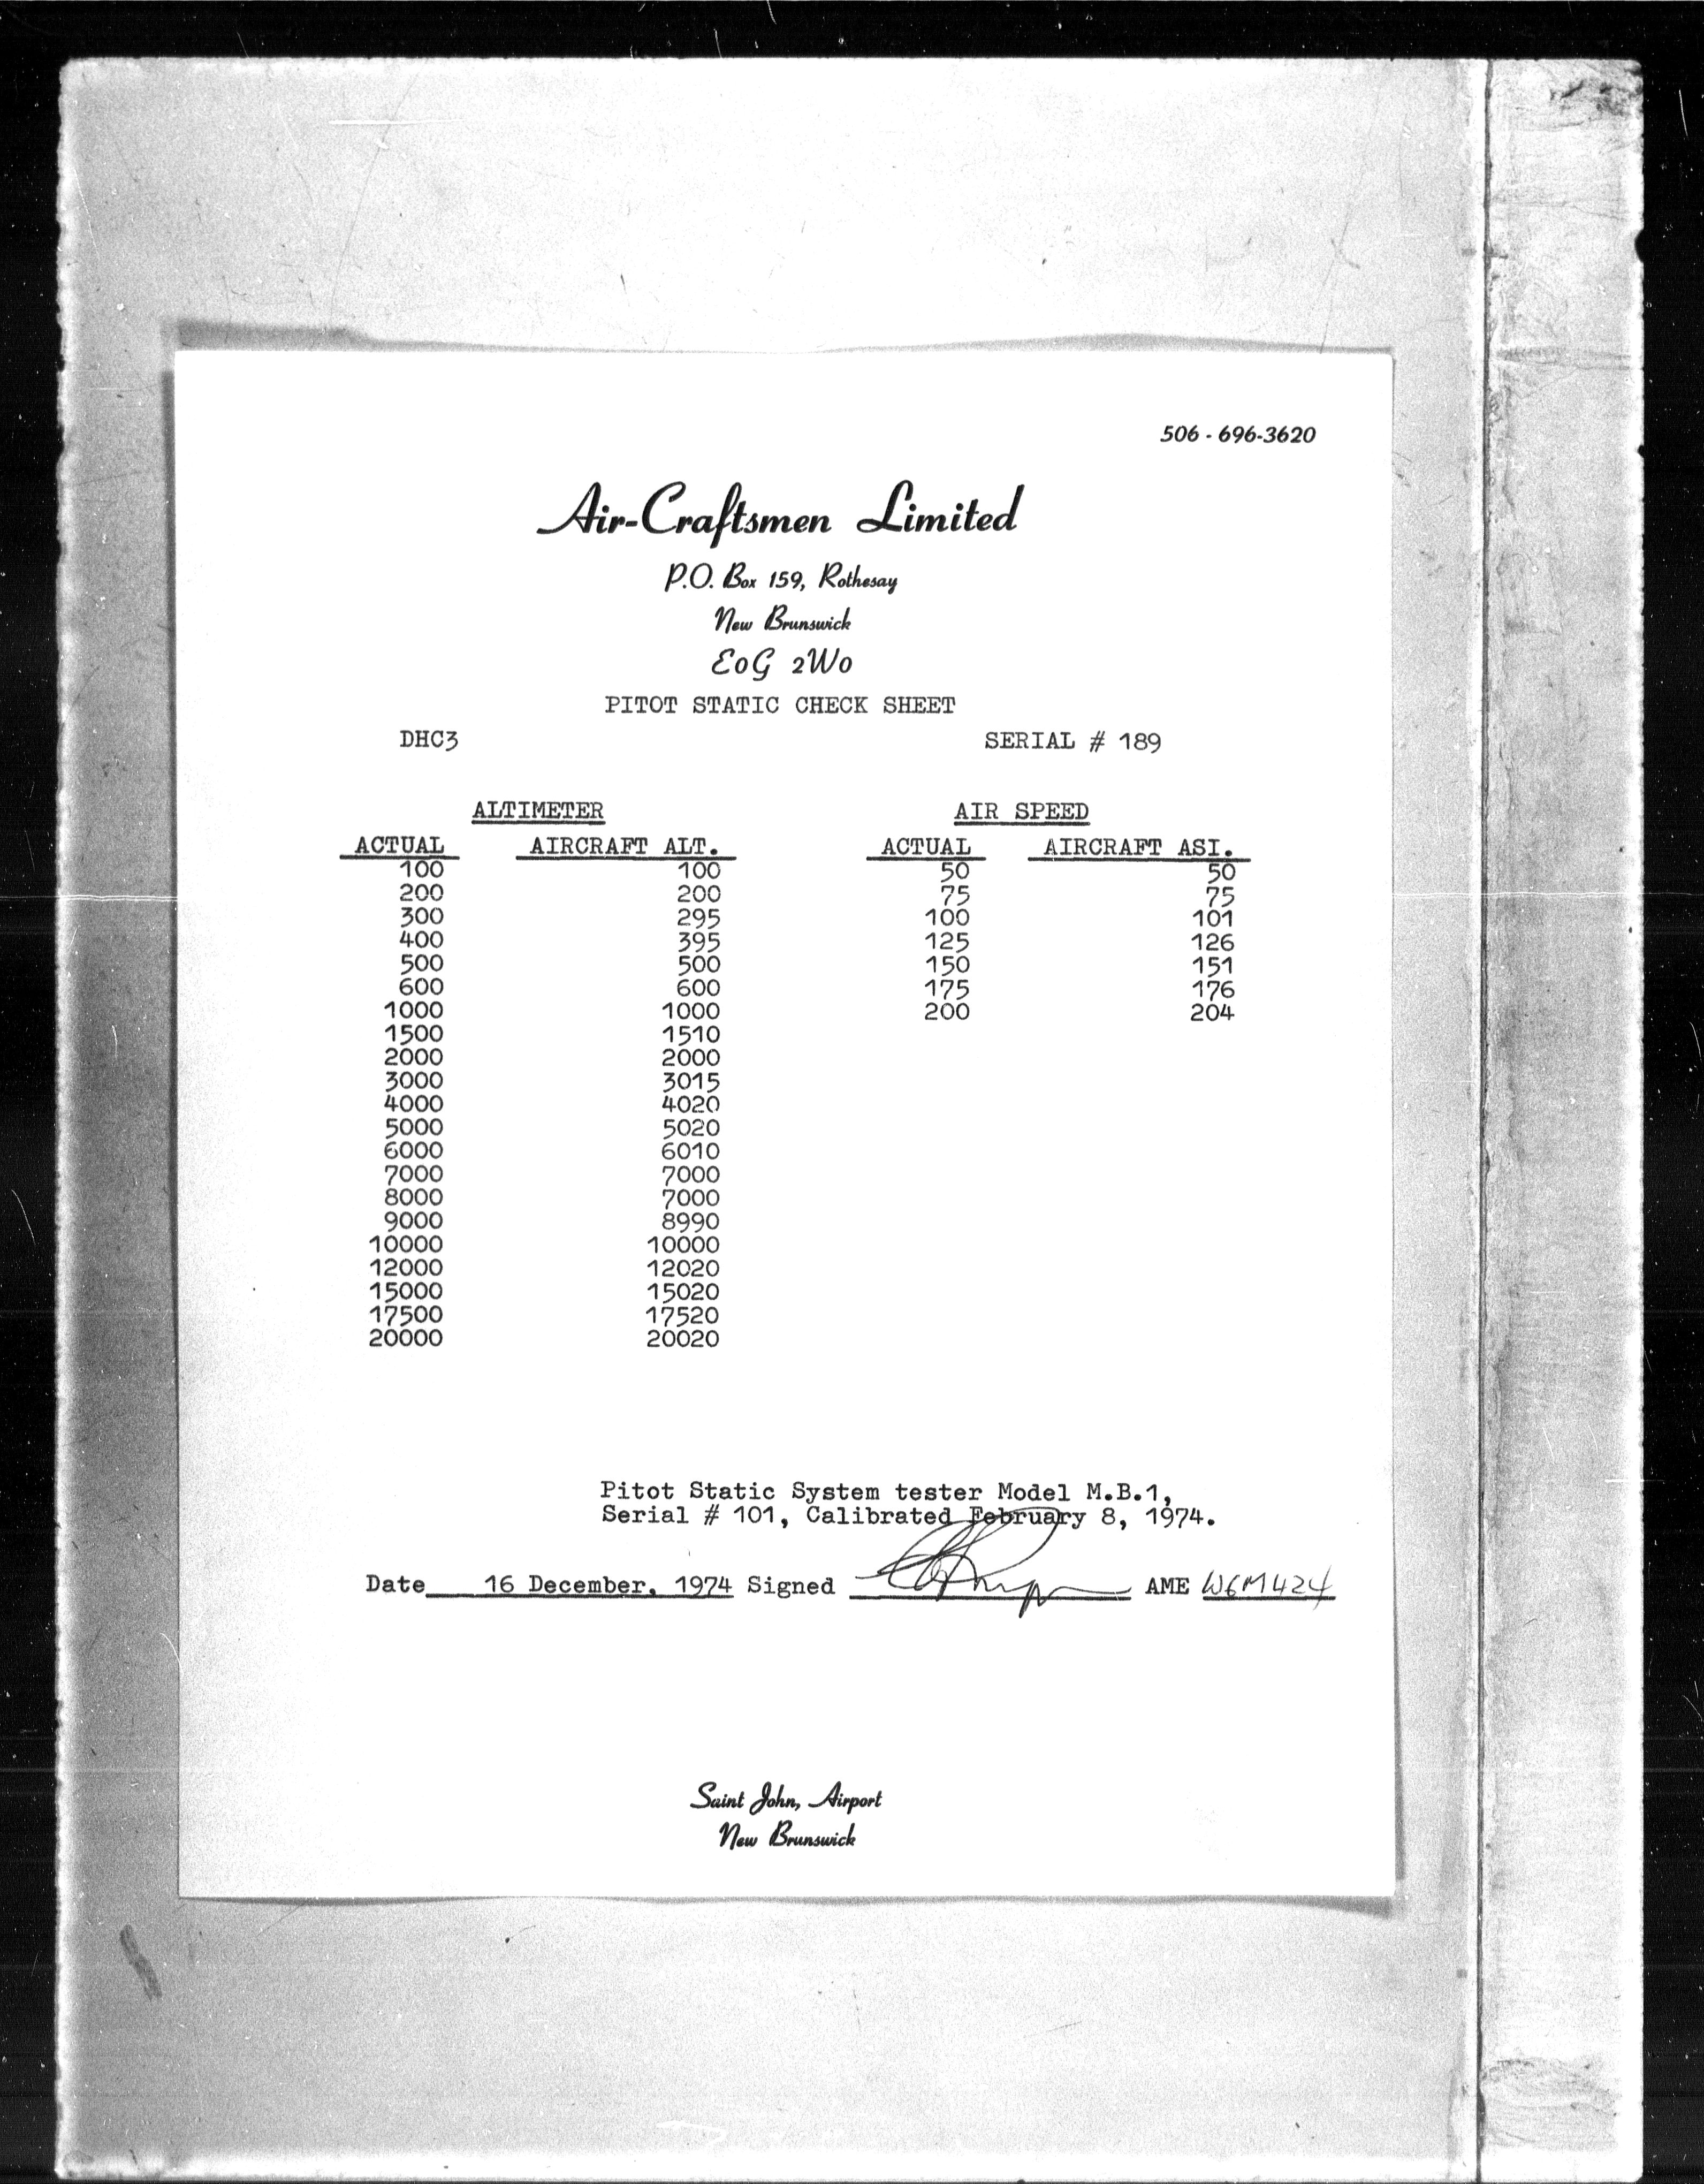 506 - 696-3620
Air-Craftsmen Limited
P.O. Box 159, Rothesay
New Brunswick
EoG 2Wo
PITOT STATIC CHECK SHEET
DHC3 SERIAL # 189
ALTIMETER AIR SPEED
ACTUAL AIRCRAFT ALT. ACTUAL AIRCRAFT ASI.
100 100 50 50
200 200 75 75
300 295 100 101
400 395 125 126
500 500 150 151
600 600 175 176
1000 1000 200 204
1500 1510
2000 2000
3000 3015
4000 4020
5000 5020
6000 6010
7000 7000
8000 7000
9000 8990
10000 10000
12000 12020
15000 15020
17500 17520
20000 20020
Pitot Static System tester Model M.B.1,
Serial # 101, Calibrated February 8, 1974.
Date 16 December, 1974 Signed AME W6M424
Saint John, Airport
New Brunswick